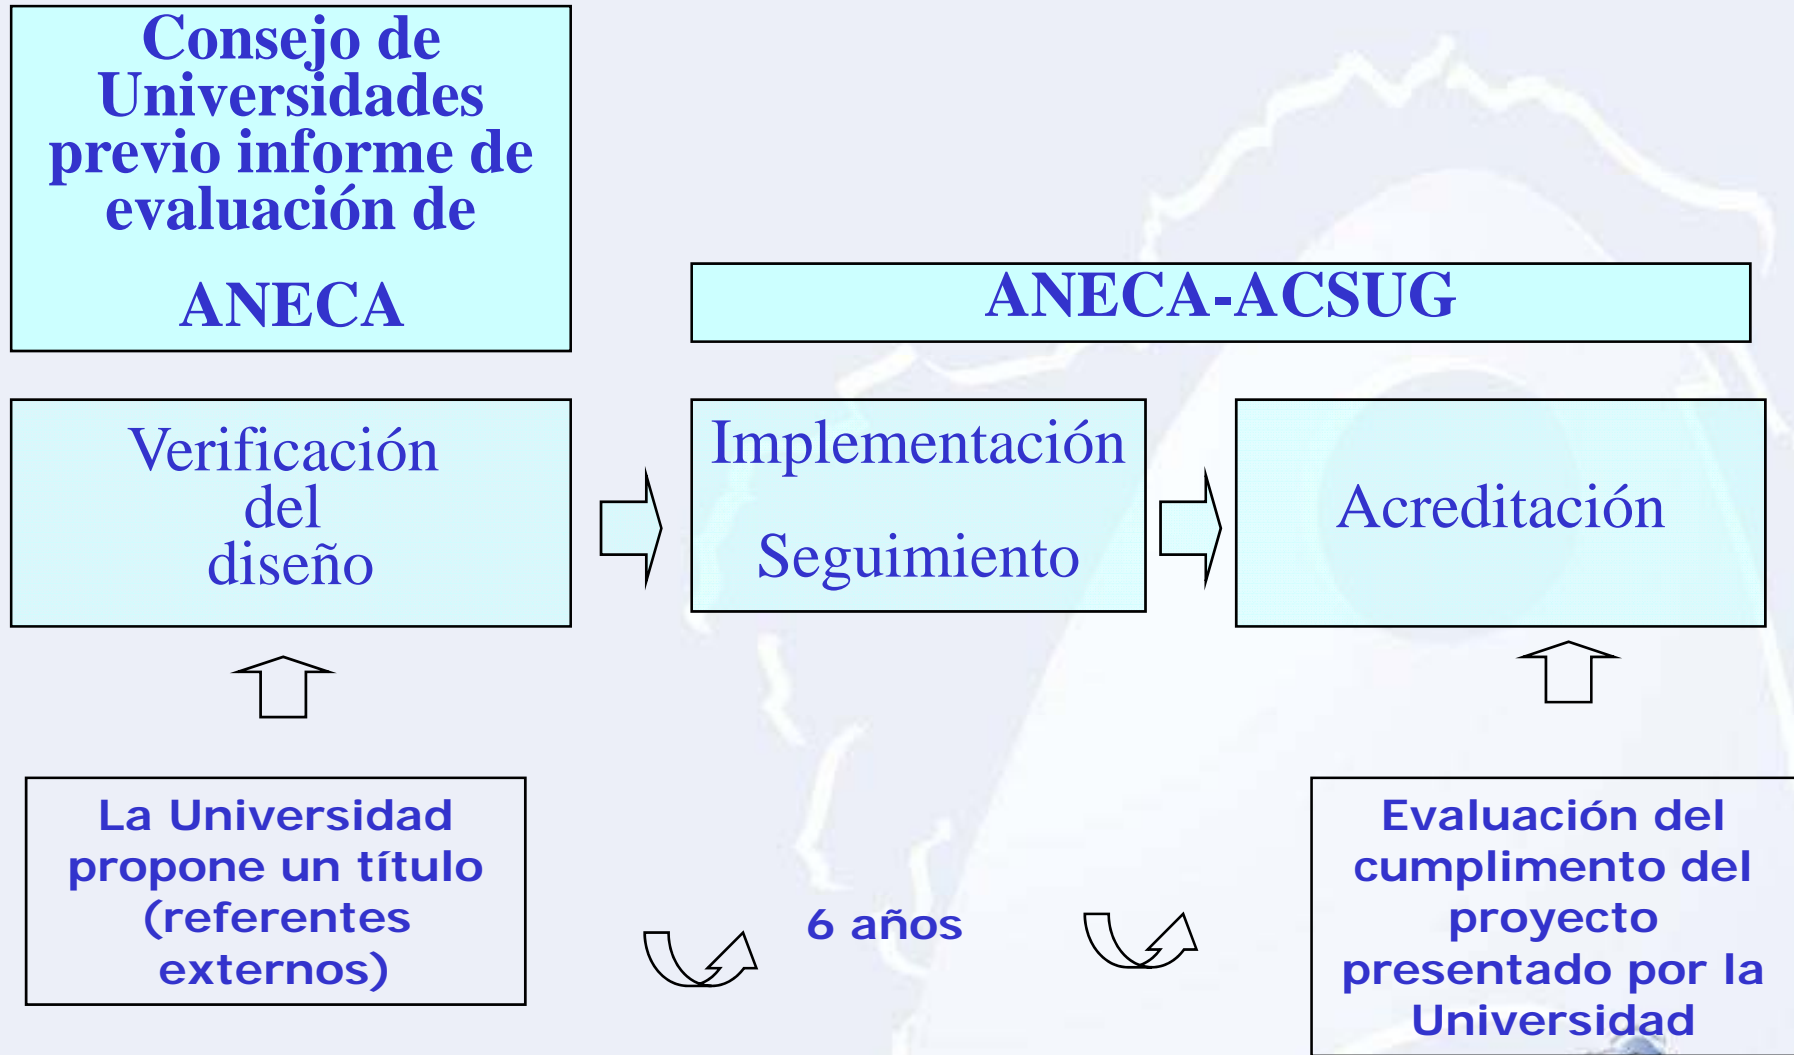 Consejo de
Universidades
previo informe de
evaluación de
ANECA
ANECA-ACSUG
Verificación
del
diseño
Implementación
Seguimiento
Acreditación
La Universidad
propone un título
(referentes
externos)
6 años
Evaluación del
cumplimento del
proyecto
presentado por la
Universidad